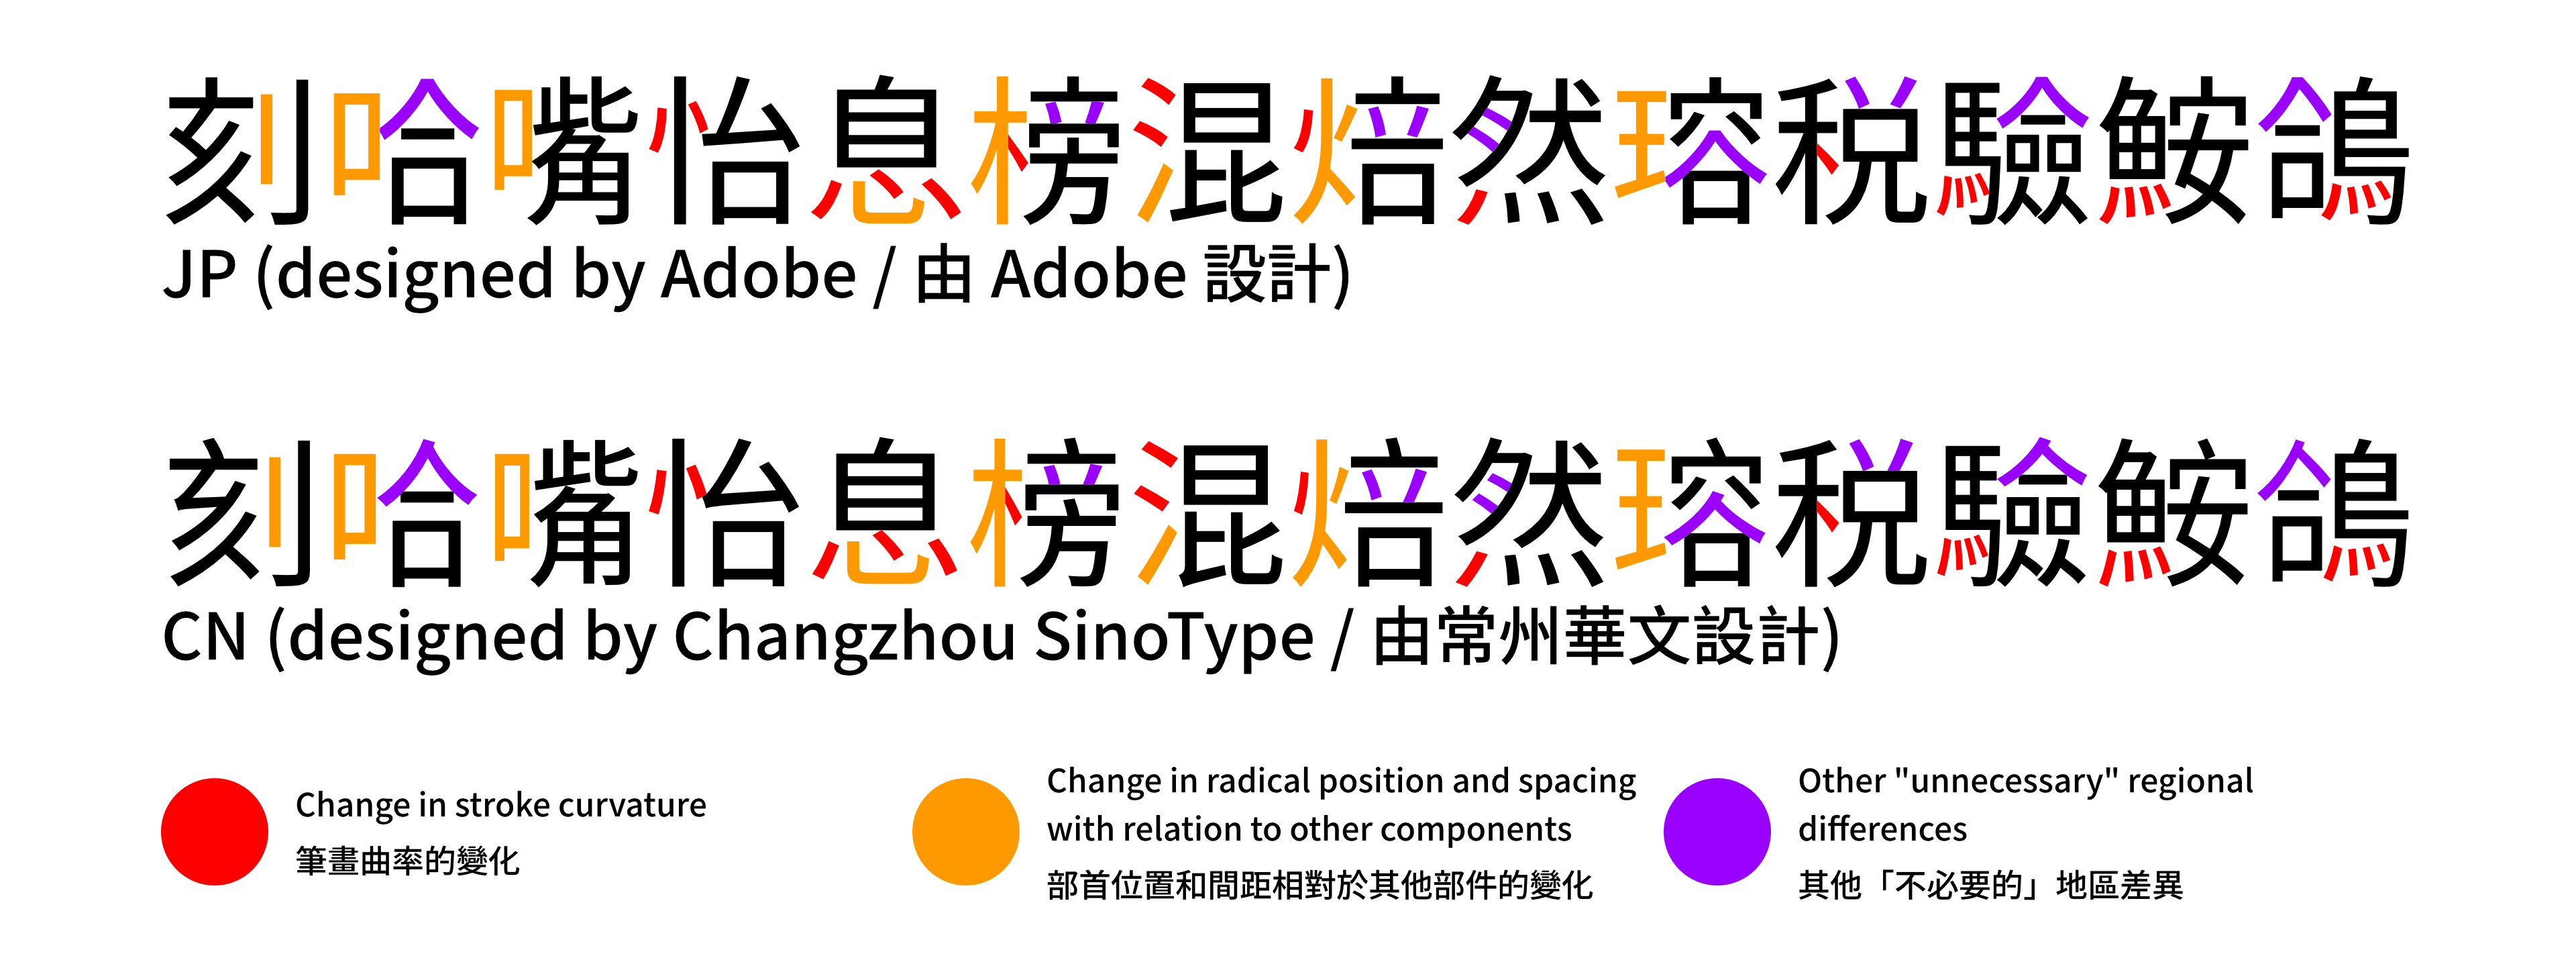 刻哈嘴怡息榜混焙然瑢税驗鮟鴿
JP (designed by Adobe / 由 Adobe 設計)
刻哈嘴怡息榜混焙然瑢税驗鮟鴿
CN (designed by Changzhou SinoType / 由常州華文設計)
Change in stroke curvature
筆畫曲率的變化
Change in radical position and spacing
with relation to other components
部首位置和間距相對於其他部件的變化
Other "unnecessary" regional
differences
其他「不必要的」地區差異